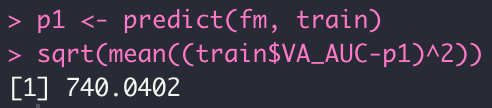 > p1 <- predict(fm, train)
> sqrt(mean((train$VA_AUC-p1)^2))
[1] 740.0402